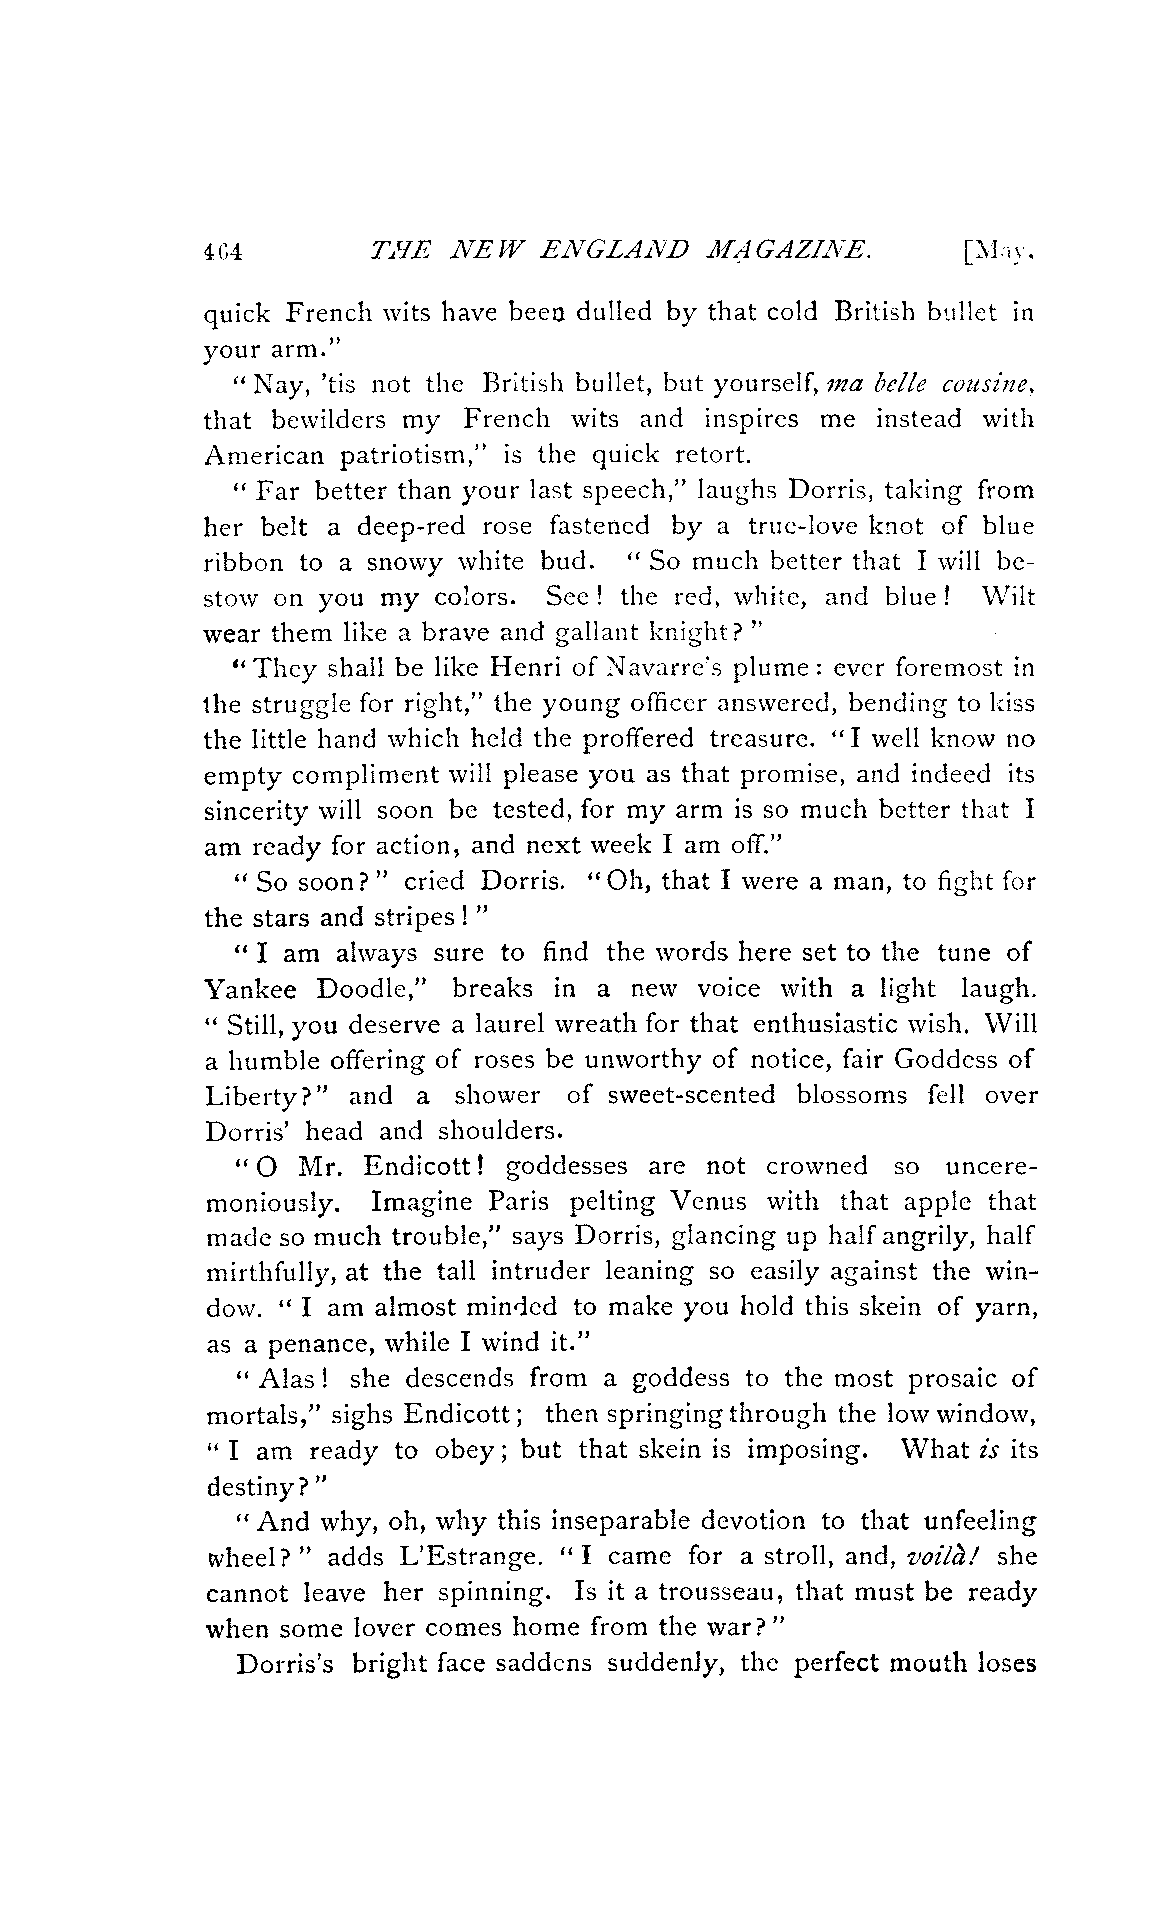 464 THE NEW ENGLAND MAGAZINE. [May,
quick French wits have been dulled by that cold British bullet in
your arm."
"Nay, 'tis not the British bullet, but yourself, ma belle cousine,
that bewilders my French wits and inspires me instead with
American patriotism," is the quick retort.
"Far better than your last speech," laughs Dorris, taking from
her belt a deep-red rose fastened by a true-love knot of blue
ribbon to a snowy white bud. "So much better that I will be-
stow on you my colors. See! the red, white, and blue! Wilt
wear them like a brave and gallant knight?"
"They shall be like Henri of Navarre's plume: ever foremost in
the struggle for right," the young officer answered, bending to kiss
the little hand which held the proffered treasure. "I well know no
empty compliment will please you as that promise, and indeed its
sincerity will soon be tested, for my arm is so much better that I
am ready for action, and next week I am off."
"So soon?" cried Dorris. "Oh, that I were a man, to fight for
the stars and stripes!"
"I am always sure to find the words here set to the tune of
Yankee Doodle," breaks in a new voice with a light laugh.
"Still, you deserve a laurel wreath for that enthusiastic wish. Will
a humble offering of roses be unworthy of notice, fair Goddess of
Liberty?" and a shower of sweet-scented blossoms fell over
Dorris' head and shoulders.
"O Mr. Endicott! goddesses are not crowned so uncere-
moniously. Imagine Paris pelting Venus with that apple that
made so much trouble," says Dorris, glancing up half angrily, half
mirthfully, at the tall intruder leaning so easily against the win-
dow. "I am almost minded to make you hold this skein of yarn,
as a penance, while I wind it."
"Alas! she descends from a goddess to the most prosaic of
mortals," sighs Endicott; then springing through the low window,
"I am ready to obey; but that skein is imposing. What is its
destiny?"
"And why, oh, why this inseparable devotion to that unfeeling
wheel?" adds L'Estrange. "I came for a stroll, and, voilà! she
cannot leave her spinning. Is it a trousseau, that must be ready
when some lover comes home from the war?"
Dorris's bright face saddens suddenly, the perfect mouth loses